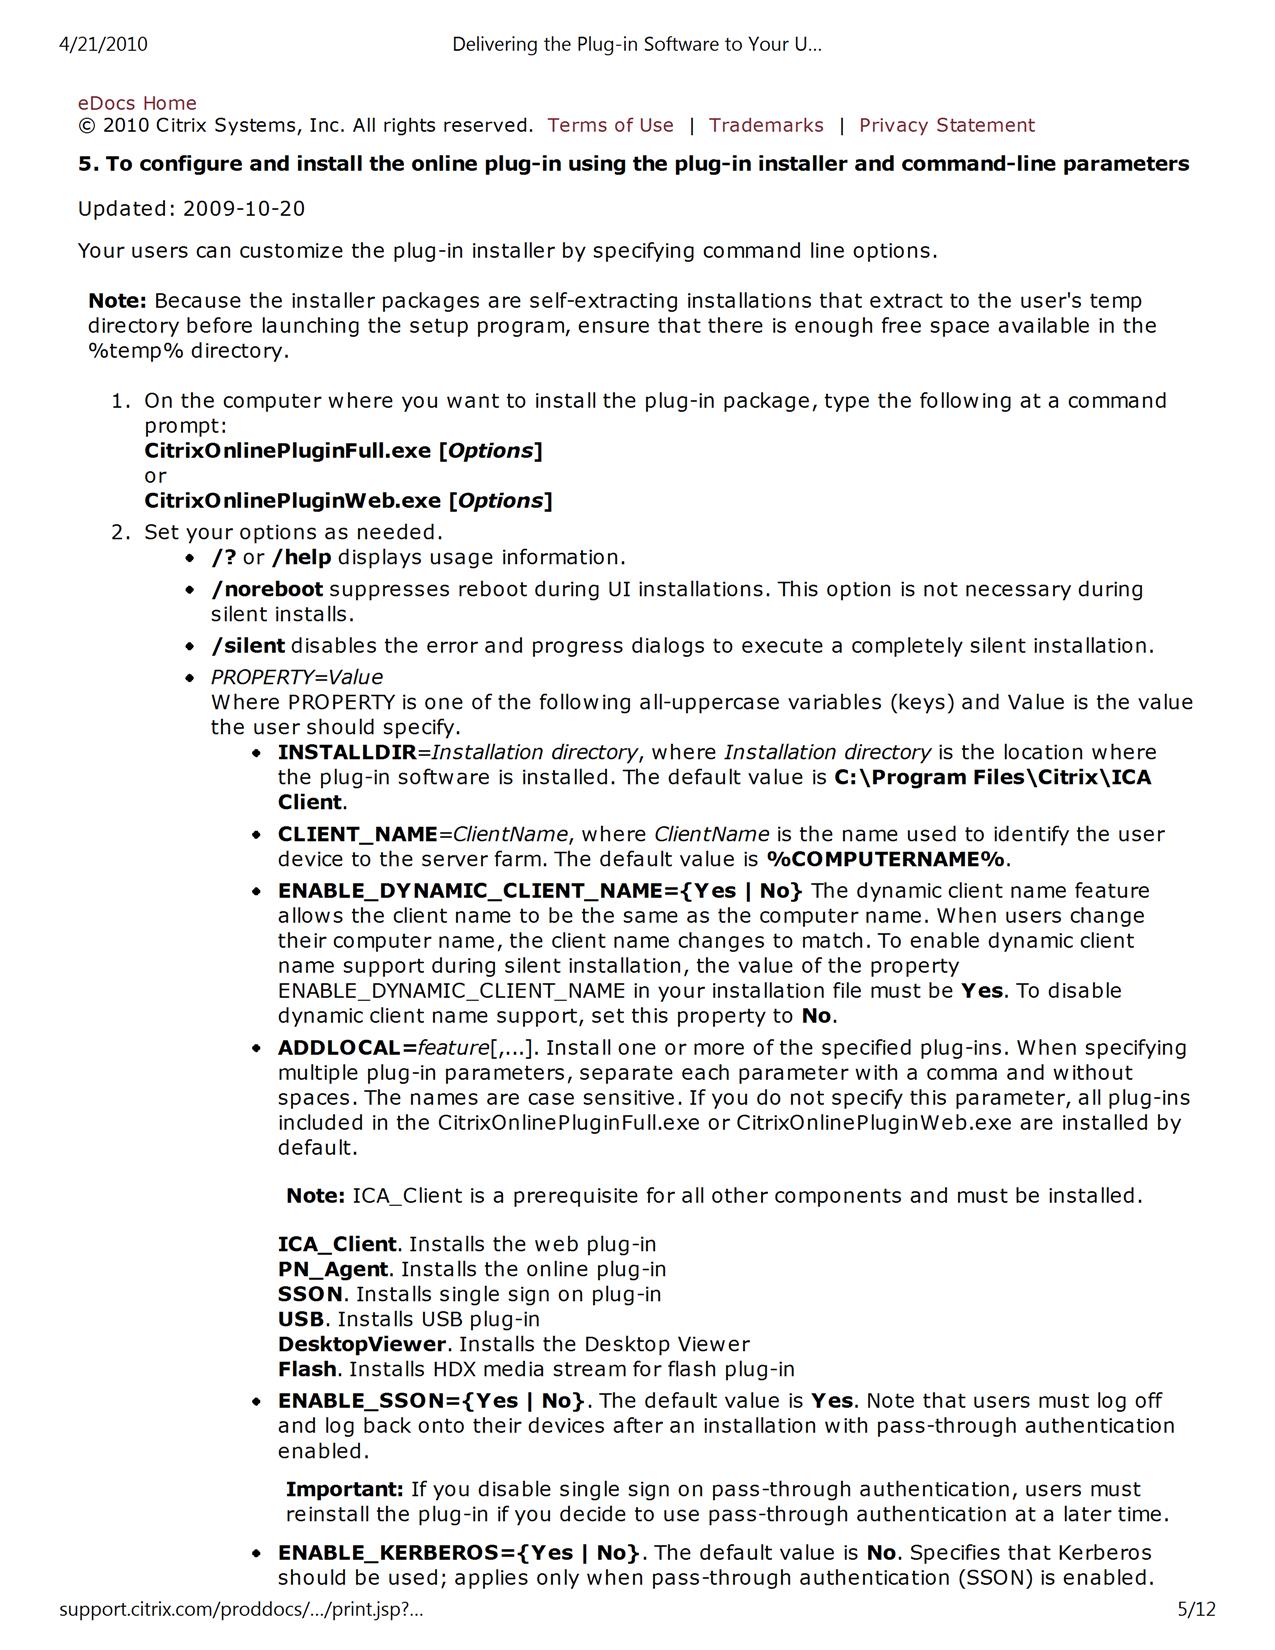 4/21/2010 Delivering the Plug-in Software to Your U...
eDocs Home
© 2010 Citrix Systems, Inc. All rights reserved. Terms of Use | Trademarks | Privacy Statement
5. To configure and install the online plug-in using the plug-in installer and command-line parameters
Updated: 2009-10-20
Your users can customize the plug-in installer by specifying command line options.
Note: Because the installer packages are self-extracting installations that extract to the user's temp
directory before launching the setup program, ensure that there is enough free space available in the
%temp% directory.
1. On the computer where you want to install the plug-in package, type the following at a command
prompt:
CitrixOnlinePluginFull.exe [Options]
or
CitrixOnlinePluginWeb.exe [Options]
2. Set your options as needed.
• /? or /help displays usage information.
• /noreboot suppresses reboot during UI installations. This option is not necessary during
silent installs.
• /silent disables the error and progress dialogs to execute a completely silent installation.
• PROPERTY=Value
Where PROPERTY is one of the following all-uppercase variables (keys) and Value is the value
the user should specify.
• INSTALLDIR=Installation directory, where Installation directory is the location where
the plug-in software is installed. The default value is C:\Program Files\Citrix\ICA
Client.
• CLIENT_NAME=ClientName, where ClientName is the name used to identify the user
device to the server farm. The default value is %COMPUTERNAME%.
• ENABLE_DYNAMIC_CLIENT_NAME={Yes | No} The dynamic client name feature
allows the client name to be the same as the computer name. When users change
their computer name, the client name changes to match. To enable dynamic client
name support during silent installation, the value of the property
ENABLE_DYNAMIC_CLIENT_NAME in your installation file must be Yes. To disable
dynamic client name support, set this property to No.
• ADDLOCAL=feature[,...]. Install one or more of the specified plug-ins. When specifying
multiple plug-in parameters, separate each parameter with a comma and without
spaces. The names are case sensitive. If you do not specify this parameter, all plug-ins
included in the CitrixOnlinePluginFull.exe or CitrixOnlinePluginWeb.exe are installed by
default.
Note: ICA_Client is a prerequisite for all other components and must be installed.
ICA_Client. Installs the web plug-in
PN_Agent. Installs the online plug-in
SSON. Installs single sign on plug-in
USB. Installs USB plug-in
DesktopViewer. Installs the Desktop Viewer
Flash. Installs HDX media stream for flash plug-in
• ENABLE_SSON={Yes | No}. The default value is Yes. Note that users must log off
and log back onto their devices after an installation with pass-through authentication
enabled.
Important: If you disable single sign on pass-through authentication, users must
reinstall the plug-in if you decide to use pass-through authentication at a later time.
• ENABLE_KERBEROS={Yes | No}. The default value is No. Specifies that Kerberos
should be used; applies only when pass-through authentication (SSON) is enabled.
support.citrix.com/proddocs/.../print.jsp?... 5/12